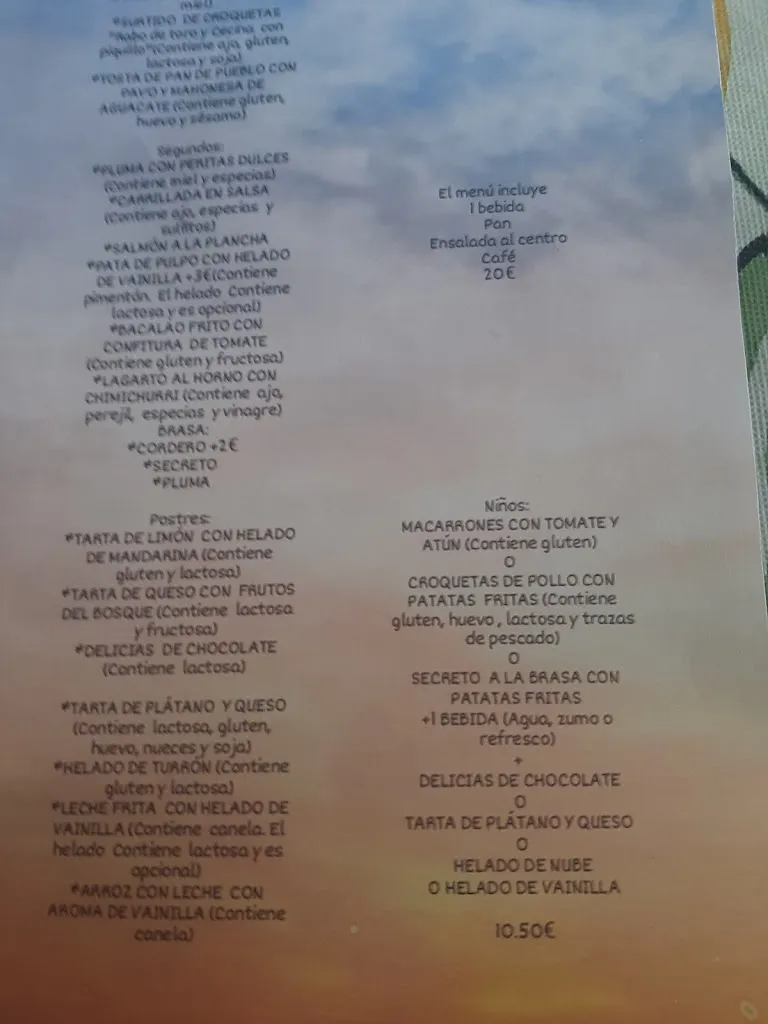 miel)
*SURTIDO DE CROQUETAS
"Rabo de toro y Cecina con
piquillo"(Contiene ajo, gluten,
lactosa y soja)
*TOSTA DE PAN DE PUEBLO CON
PAVO Y MAHONESA DE
AGUACATE (Contiene gluten,
huevo y sésamo)
Segundos:
*PLUMA CON PERITAS DULCES
(Contiene miel y especias)
*CARRILLADA EN SALSA
(Contiene ajo, especias y
sulfitos)
*SALMÓN A LA PLANCHA
*PATA DE PULPO CON HELADO
DE VAINILLA +3€(Contiene
pimentón. El helado Contiene
lactosa y es opcional)
*BACALAO FRITO CON
CONFITURA DE TOMATE
(Contiene gluten y fructosa)
*LAGARTO AL HORNO CON
CHIMICHURRI (Contiene ajo,
perejil, especias y vinagre)
BRASA:
*CORDERO +2€
*SECRETO
*PLUMA
Postres:
*TARTA DE LIMÓN CON HELADO
DE MANDARINA (Contiene
gluten y lactosa)
*TARTA DE QUESO CON FRUTOS
DEL BOSQUE (Contiene lactosa
y fructosa)
*DELICIAS DE CHOCOLATE
(Contiene lactosa)
*TARTA DE PLÁTANO Y QUESO
(Contiene lactosa, gluten,
huevo, nueces y soja)
*HELADO DE TURRÓN (Contiene
gluten y lactosa)
*LECHE FRITA CON HELADO DE
VAINILLA (Contiene canela. El
helado Contiene lactosa y es
opcional)
*ARROZ CON LECHE CON
AROMA DE VAINILLA (Contiene
canela)
El menú incluye
1 bebida
Pan
Ensalada al centro
Café
20€
Niños:
MACARRONES CON TOMATE Y
ATÚN (Contiene gluten)
O
CROQUETAS DE POLLO CON
PATATAS FRITAS (Contiene
gluten, huevo , lactosa y trazas
de pescado)
O
SECRETO A LA BRASA CON
PATATAS FRITAS
+1 BEBIDA (Agua, zumo o
refresco)
+
DELICIAS DE CHOCOLATE
O
TARTA DE PLÁTANO Y QUESO
O
HELADO DE NUBE
O HELADO DE VAINILLA
10.50€